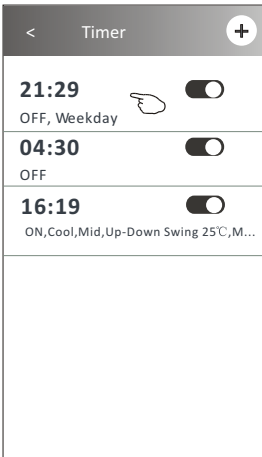 < Timer +
21:29
OFF, Weekday
04:30
OFF
16:19
ON,Cool,Mid,Up-Down Swing 25℃,M...